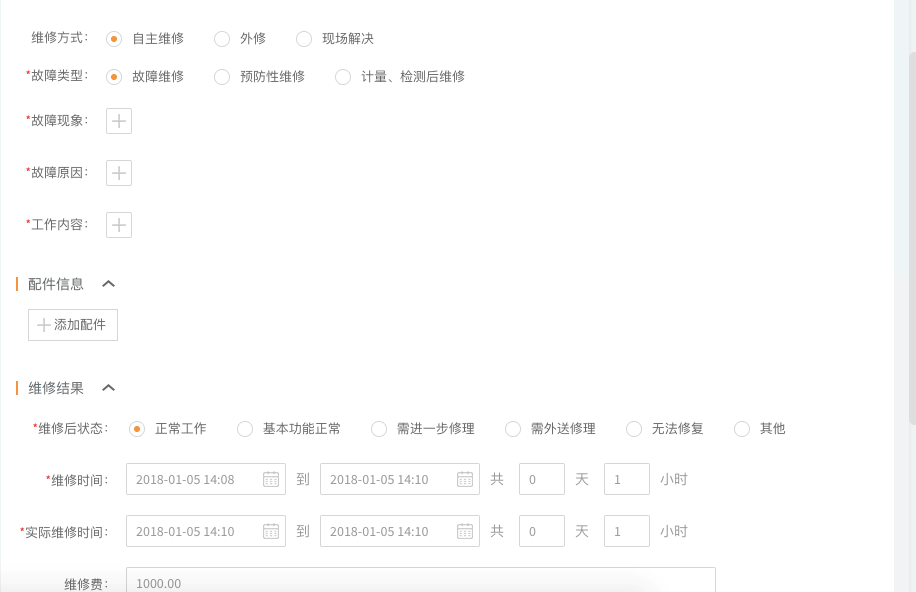 维修方式: 自主维修 外修 现场解决
*故障类型: 故障维修 预防性维修 计量、检测后维修
*故障现象:
*故障原因:
*工作内容:
配件信息
添加配件
维修结果
*维修后状态: 正常工作 基本功能正常 需进一步修理 需外送修理 无法修复 其他
*维修时间: 2018-01-05 14:08 到 2018-01-05 14:10 共 0 天 1 小时
*实际维修时间: 2018-01-05 14:10 到 2018-01-05 14:10 共 0 天 1 小时
维修费: 1000.00